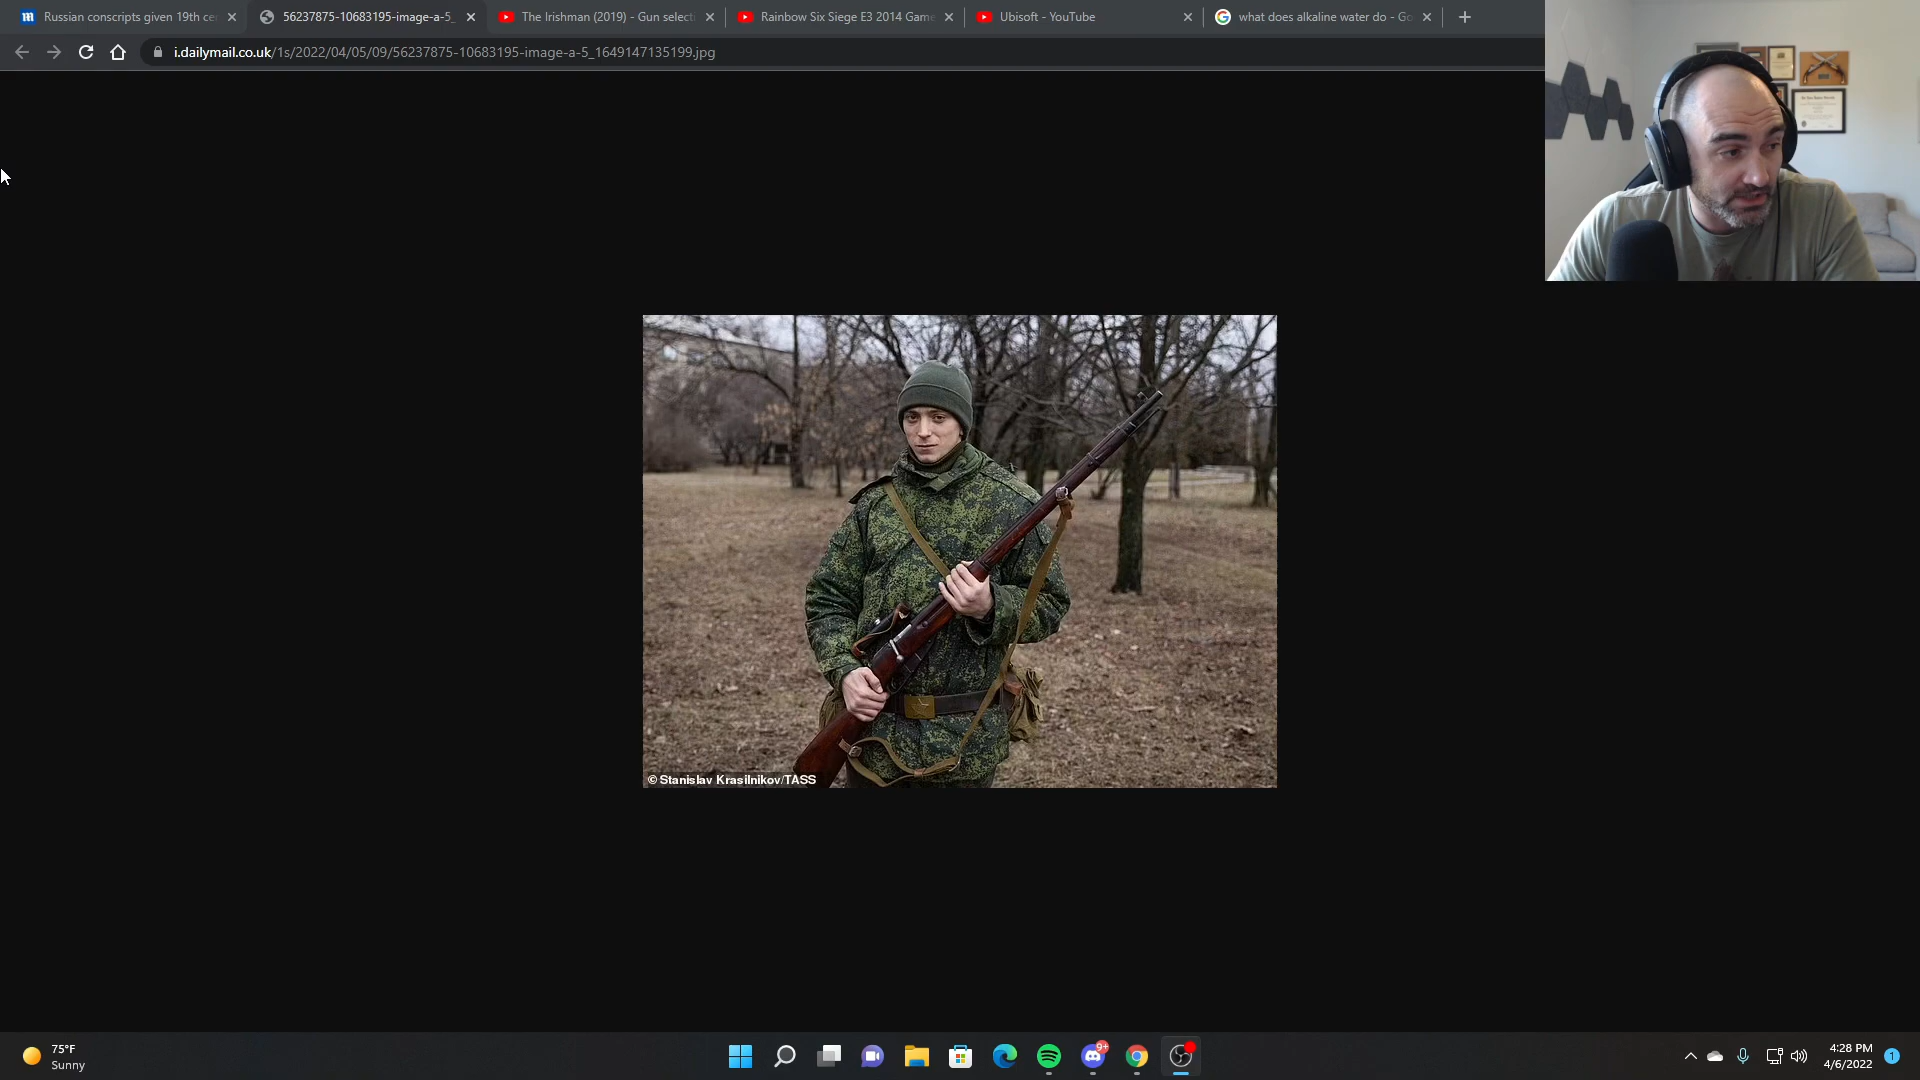 Russian conscripts given 19th ce
56237875-10683195-image-a-5_
The Irishman (2019) - Gun select
Rainbow Six Siege E3 2014 Game
Ubisoft - YouTube
what does alkaline water do - Go
i.dailymail.co.uk/1s/2022/04/05/09/56237875-10683195-image-a-5_1649147135199.jpg
© Stanislav Krasilnikov/TASS
75°F
Sunny
9+
4:28 PM
4/6/2022
1